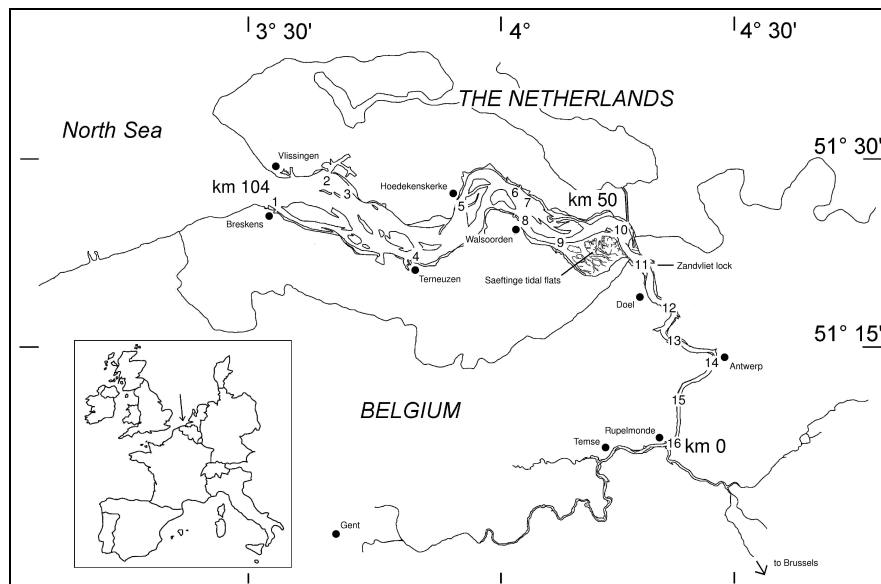 3° 30'
4°
4° 30'
THE NETHERLANDS
North Sea
51° 30'
Vlissingen
km 104
2
Hoedekenskerke
3
6
km 50
1
5
7
Breskens
8
Walsoorden
10
9
4
Terneuzen
Saeftinge tidal flats
11
Zandvliet lock
Doel
12
51° 15'
13
14
Antwerp
15
BELGIUM
Rupelmonde
Temse
16
km 0
Gent
to Brussels